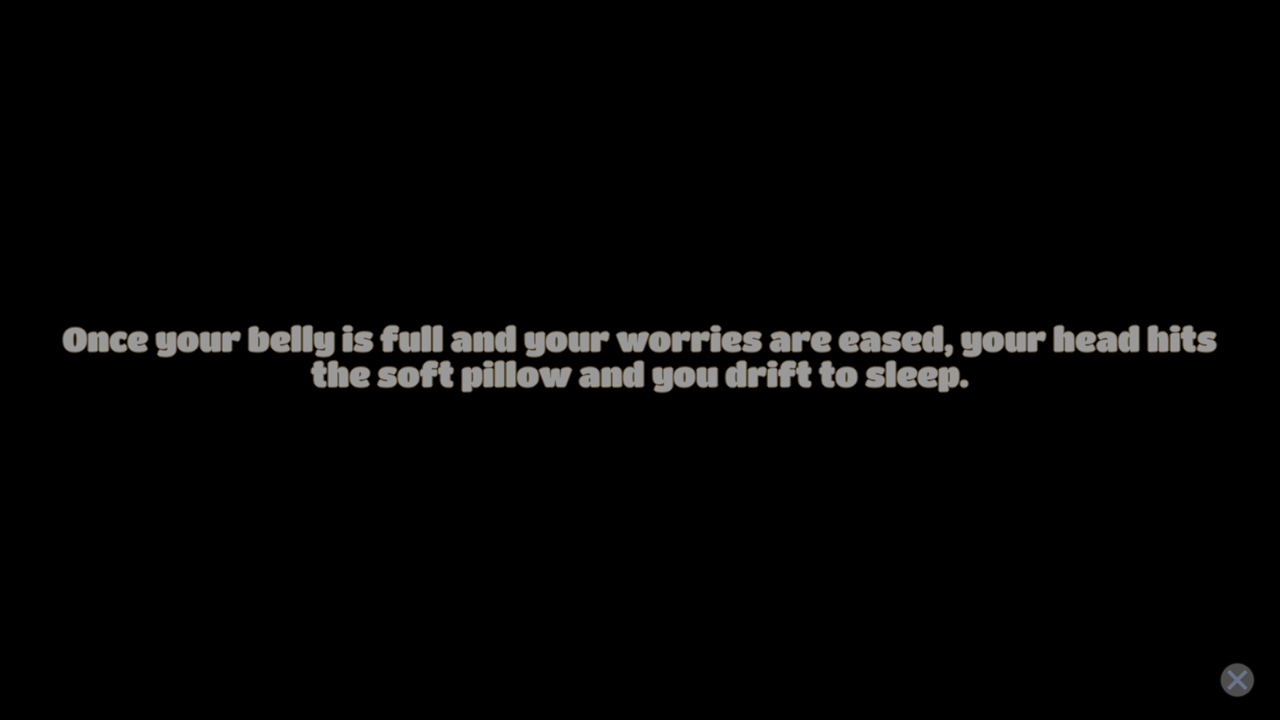 Once your belly is full and your worries are eased, your head hits
the soft pillow and you drift to sleep.